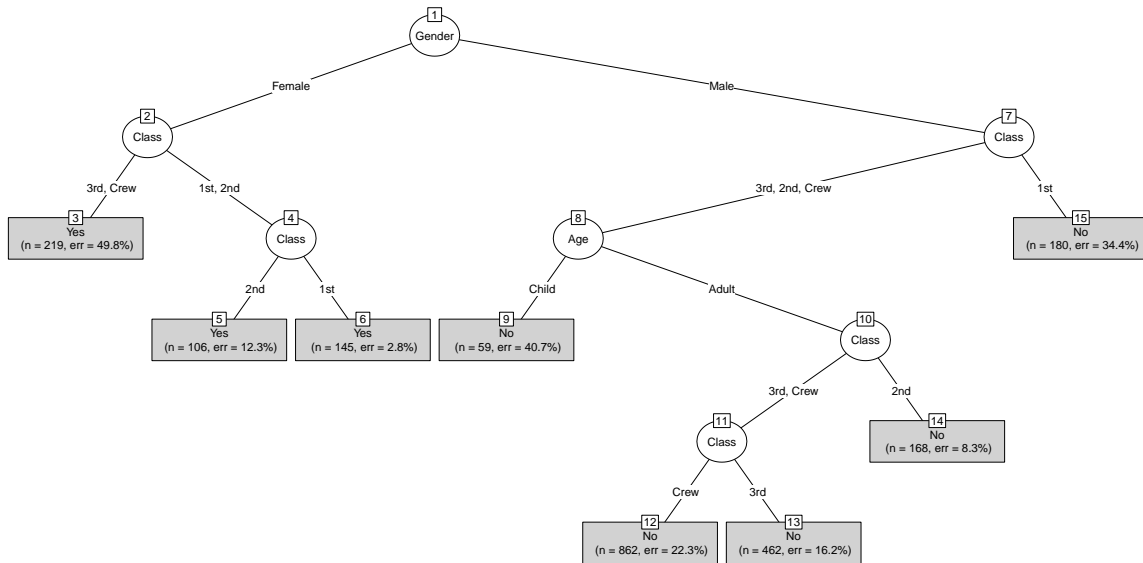 1
Gender
Female
Male
2
Class
7
Class
3rd, Crew
1st, 2nd
3rd, 2nd, Crew
1st
3
Yes
(n = 219, err = 49.8%)
4
Class
8
Age
15
No
(n = 180, err = 34.4%)
2nd
1st
Child
Adult
5
Yes
(n = 106, err = 12.3%)
6
Yes
(n = 145, err = 2.8%)
9
No
(n = 59, err = 40.7%)
10
Class
3rd, Crew
2nd
11
Class
14
No
(n = 168, err = 8.3%)
Crew
3rd
12
No
(n = 862, err = 22.3%)
13
No
(n = 462, err = 16.2%)